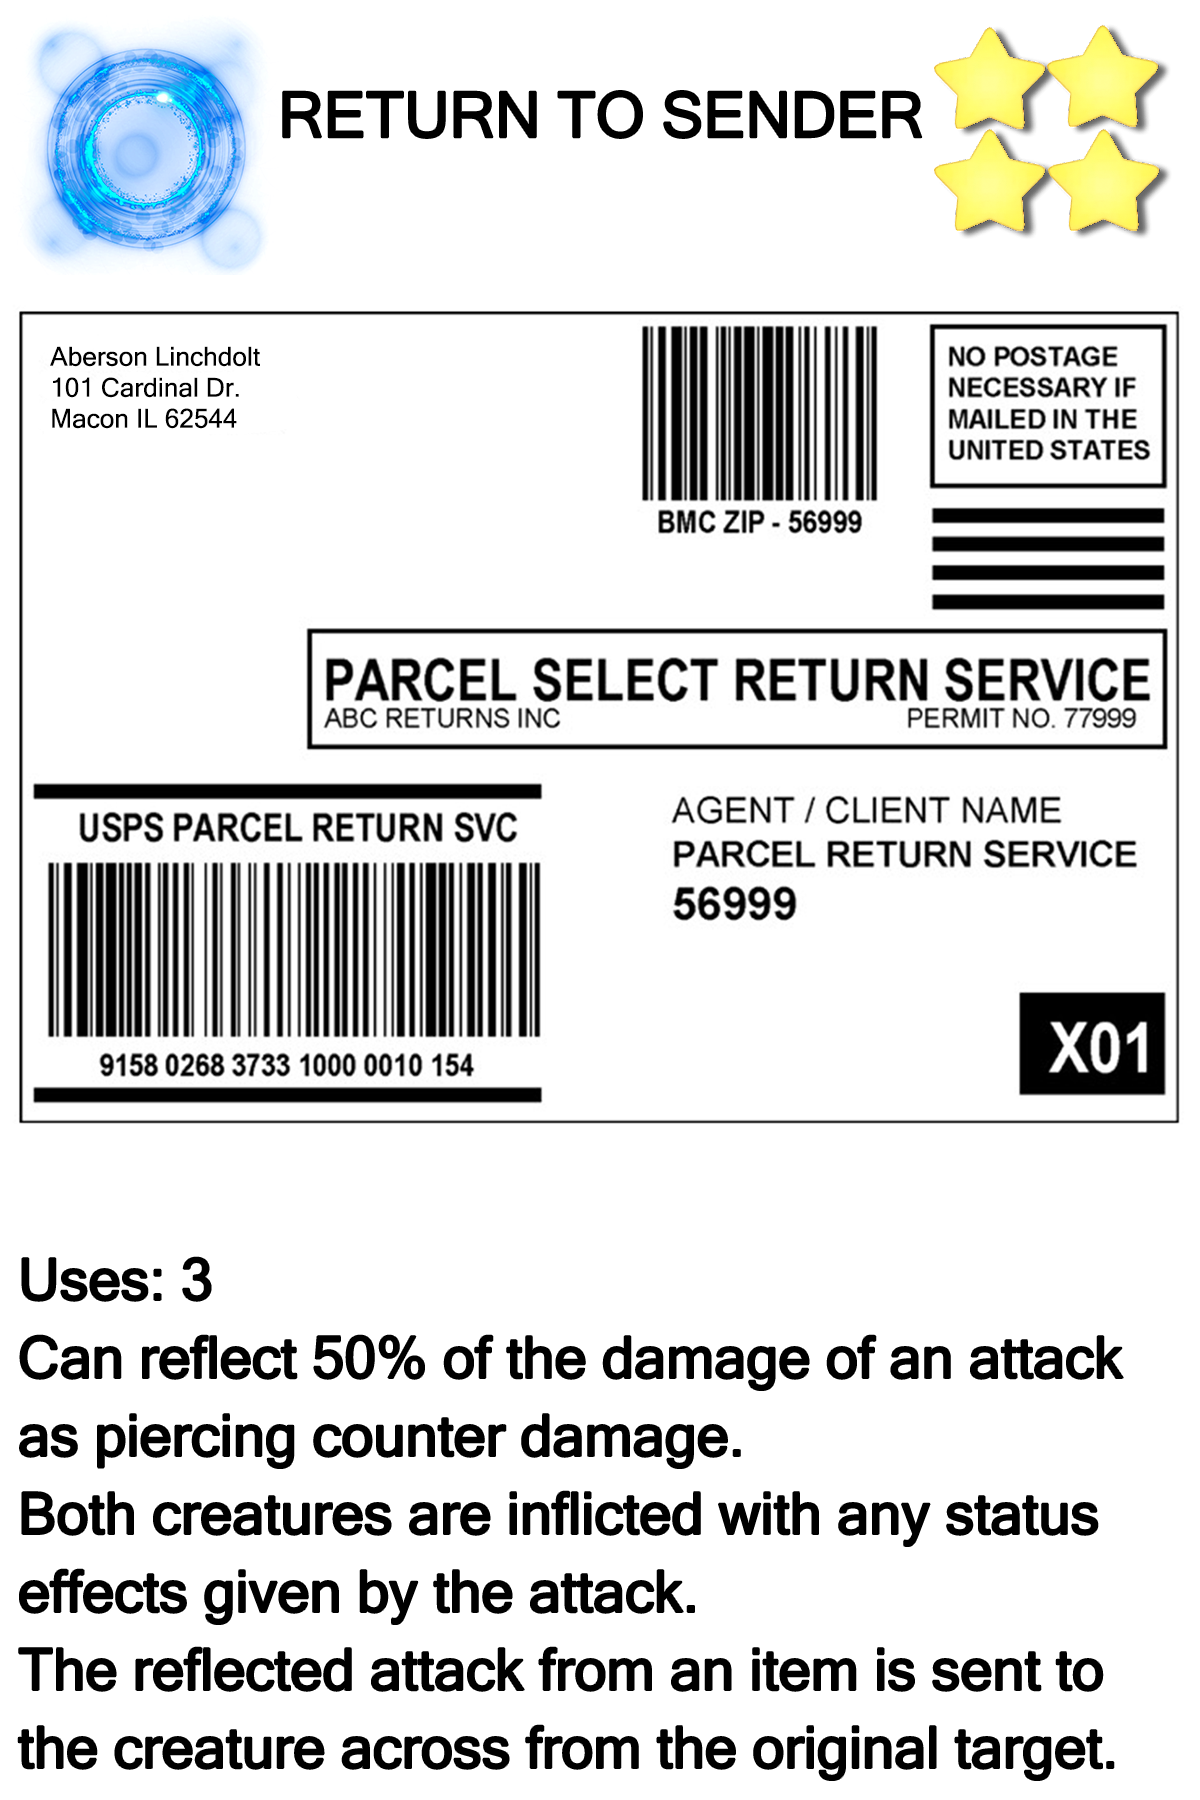 RETURN TO SENDER
Aberson Linchdolt
101 Cardinal Dr.
Macon IL 62544
BMC ZIP - 56999
NO POSTAGE
NECESSARY IF
MAILED IN THE
UNITED STATES
PARCEL SELECT RETURN SERVICE
ABC RETURNS INC PERMIT NO. 77999
USPS PARCEL RETURN SVC
9158 0268 3733 1000 0010 154
AGENT / CLIENT NAME
PARCEL RETURN SERVICE
56999
X01
Uses: 3
Can reflect 50% of the damage of an attack
as piercing counter damage.
Both creatures are inflicted with any status
effects given by the attack.
The reflected attack from an item is sent to
the creature across from the original target.